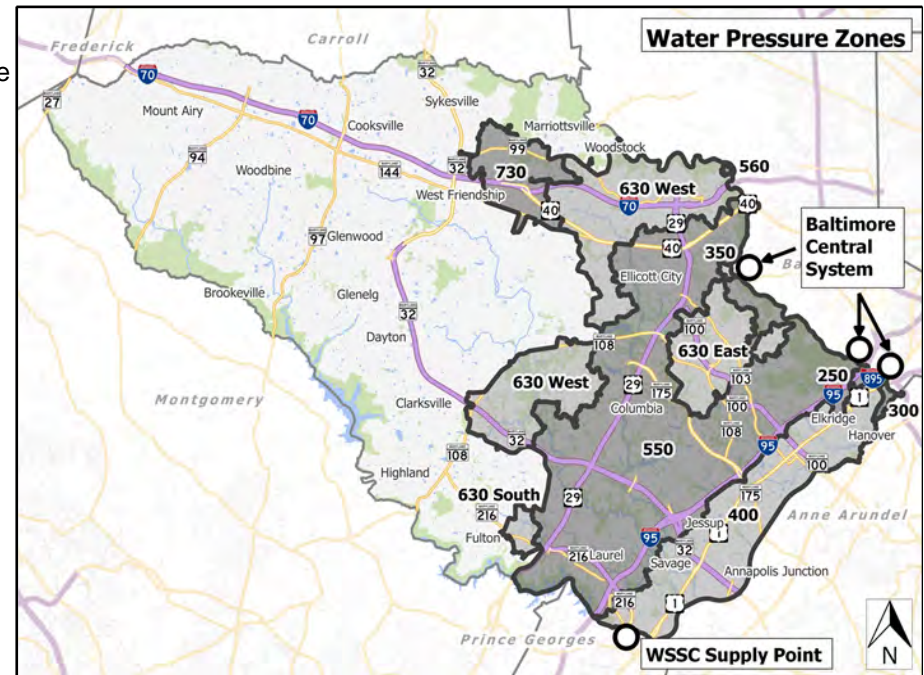 e
Water Pressure Zones
Frederick
Carroll
70
32
27
Mount Airy
Sykesville
70
Cooksville
Marriottsville
99
Woodstock
94
Woodbine
144
32
730
560
West Friendship
630 West
40
70
29
40
40
350
Baltimore
Central
System
Ba
97
Glenwood
Ellicott City
Brookeville
Glenelg
32
Dayton
108
100
630 East
630 West
29
175
103
250
895
95
1
300
Clarksville
Columbia
100
Elkridge
Hanover
Montgomery
32
108
95
108
550
100
Highland
630 South
175
29
400
216
Jessup
Anne Arundel
Fulton
95
1
216
Laurel
32
Savage
Annapolis Junction
216
1
Prince Georges
WSSC Supply Point
N